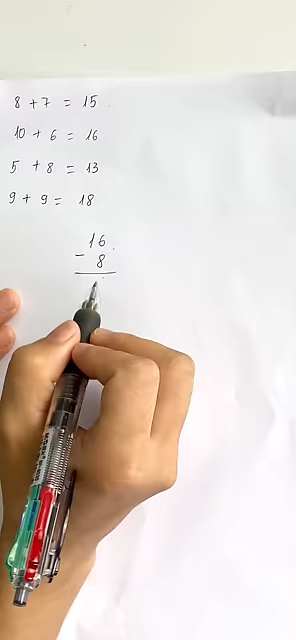 8 + 7 = 15
10 + 6 = 16
5 + 8 = 13
9 + 9 = 18
16
- 8